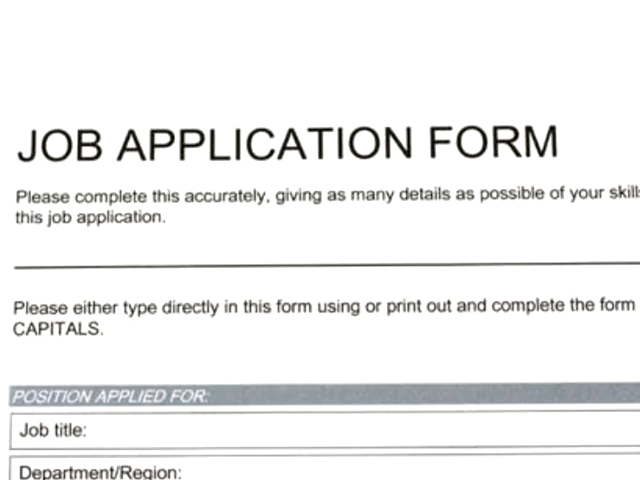 JOB APPLICATION FORM
Please complete this accurately, giving as many details as possible of your skills
this job application.
Please either type directly in this form using or print out and complete the form
CAPITALS.
POSITION APPLIED FOR:
Job title:
Department/Region: